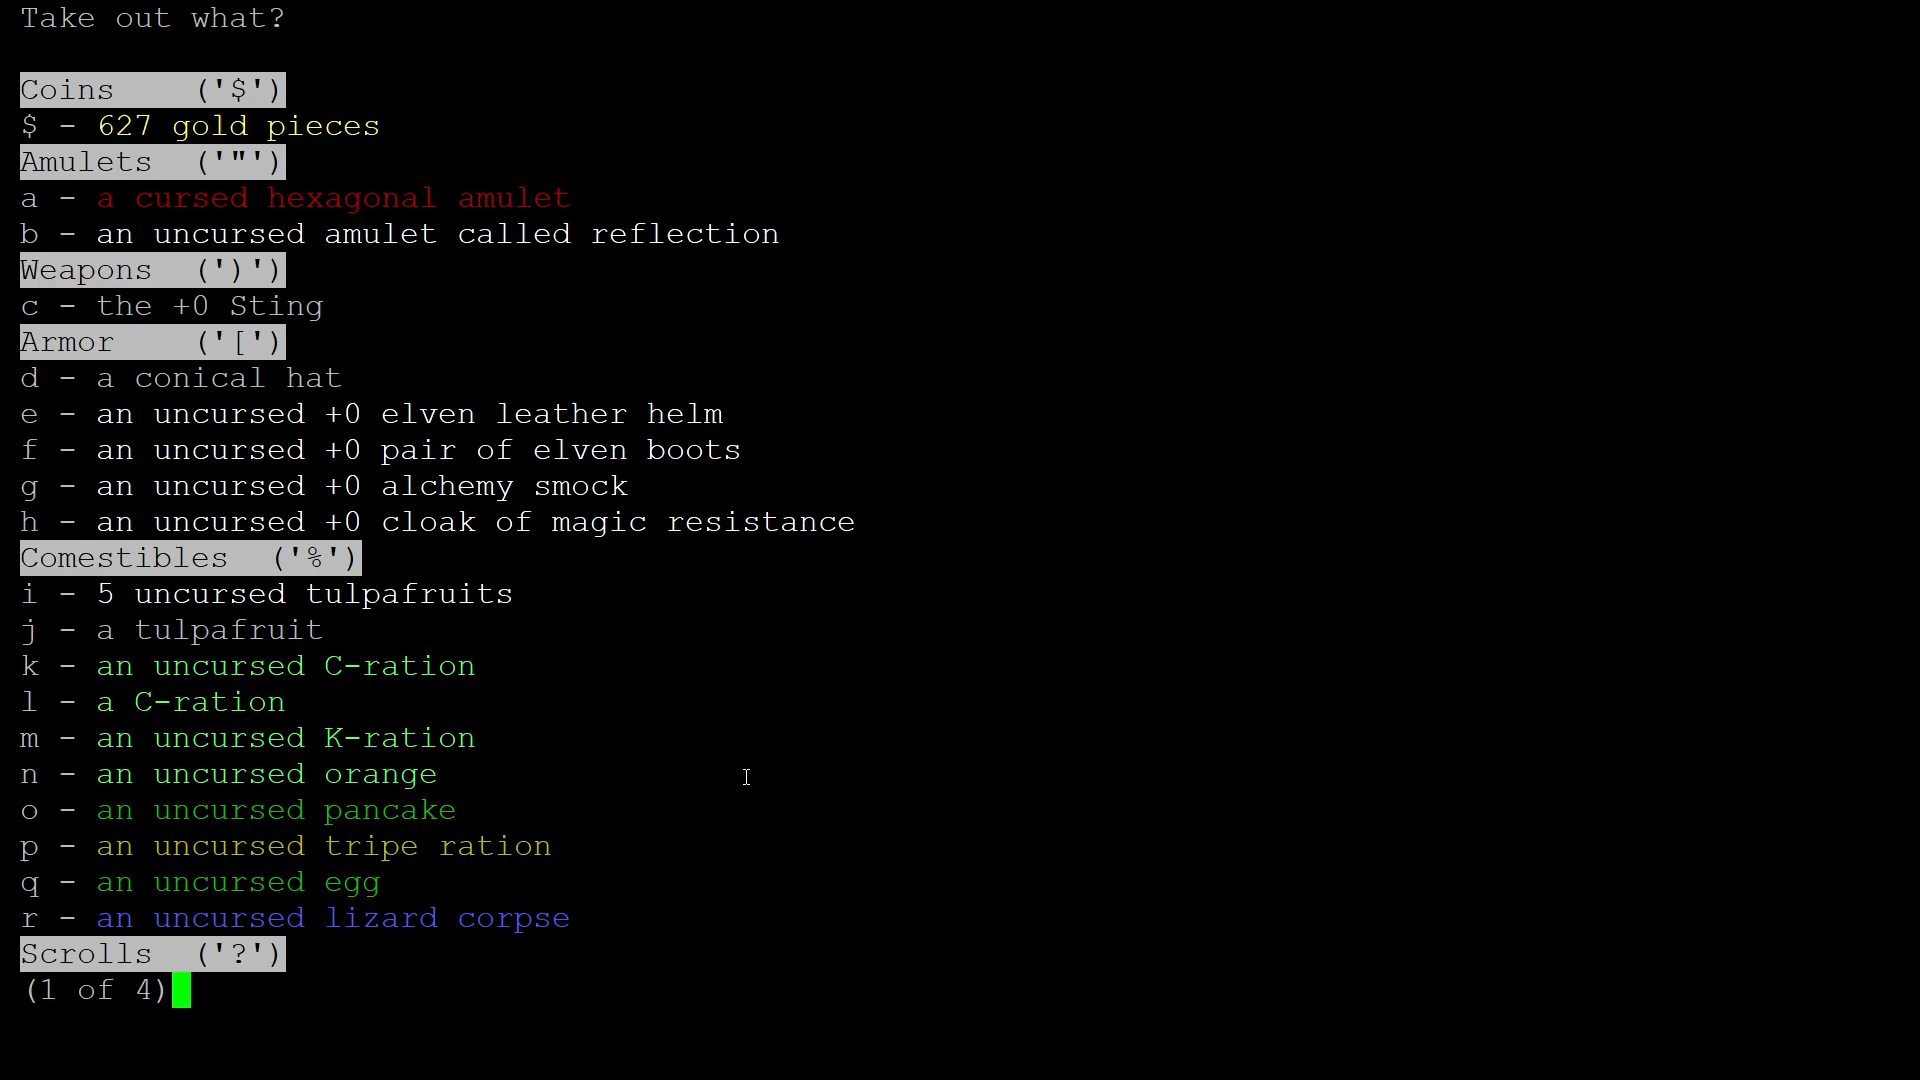 Take out what?
Coins    ('$')
$ - 627 gold pieces
Amulets  ('"')
a - a cursed hexagonal amulet
b - an uncursed amulet called reflection
Weapons  (')')
c - the +0 Sting
Armor    ('[')
d - a conical hat
e - an uncursed +0 elven leather helm
f - an uncursed +0 pair of elven boots
g - an uncursed +0 alchemy smock
h - an uncursed +0 cloak of magic resistance
Comestibles  ('%')
i - 5 uncursed tulpafruits
j - a tulpafruit
k - an uncursed C-ration
l - a C-ration
m - an uncursed K-ration
n - an uncursed orange
o - an uncursed pancake
p - an uncursed tripe ration
q - an uncursed egg
r - an uncursed lizard corpse
Scrolls  ('?')
(1 of 4)